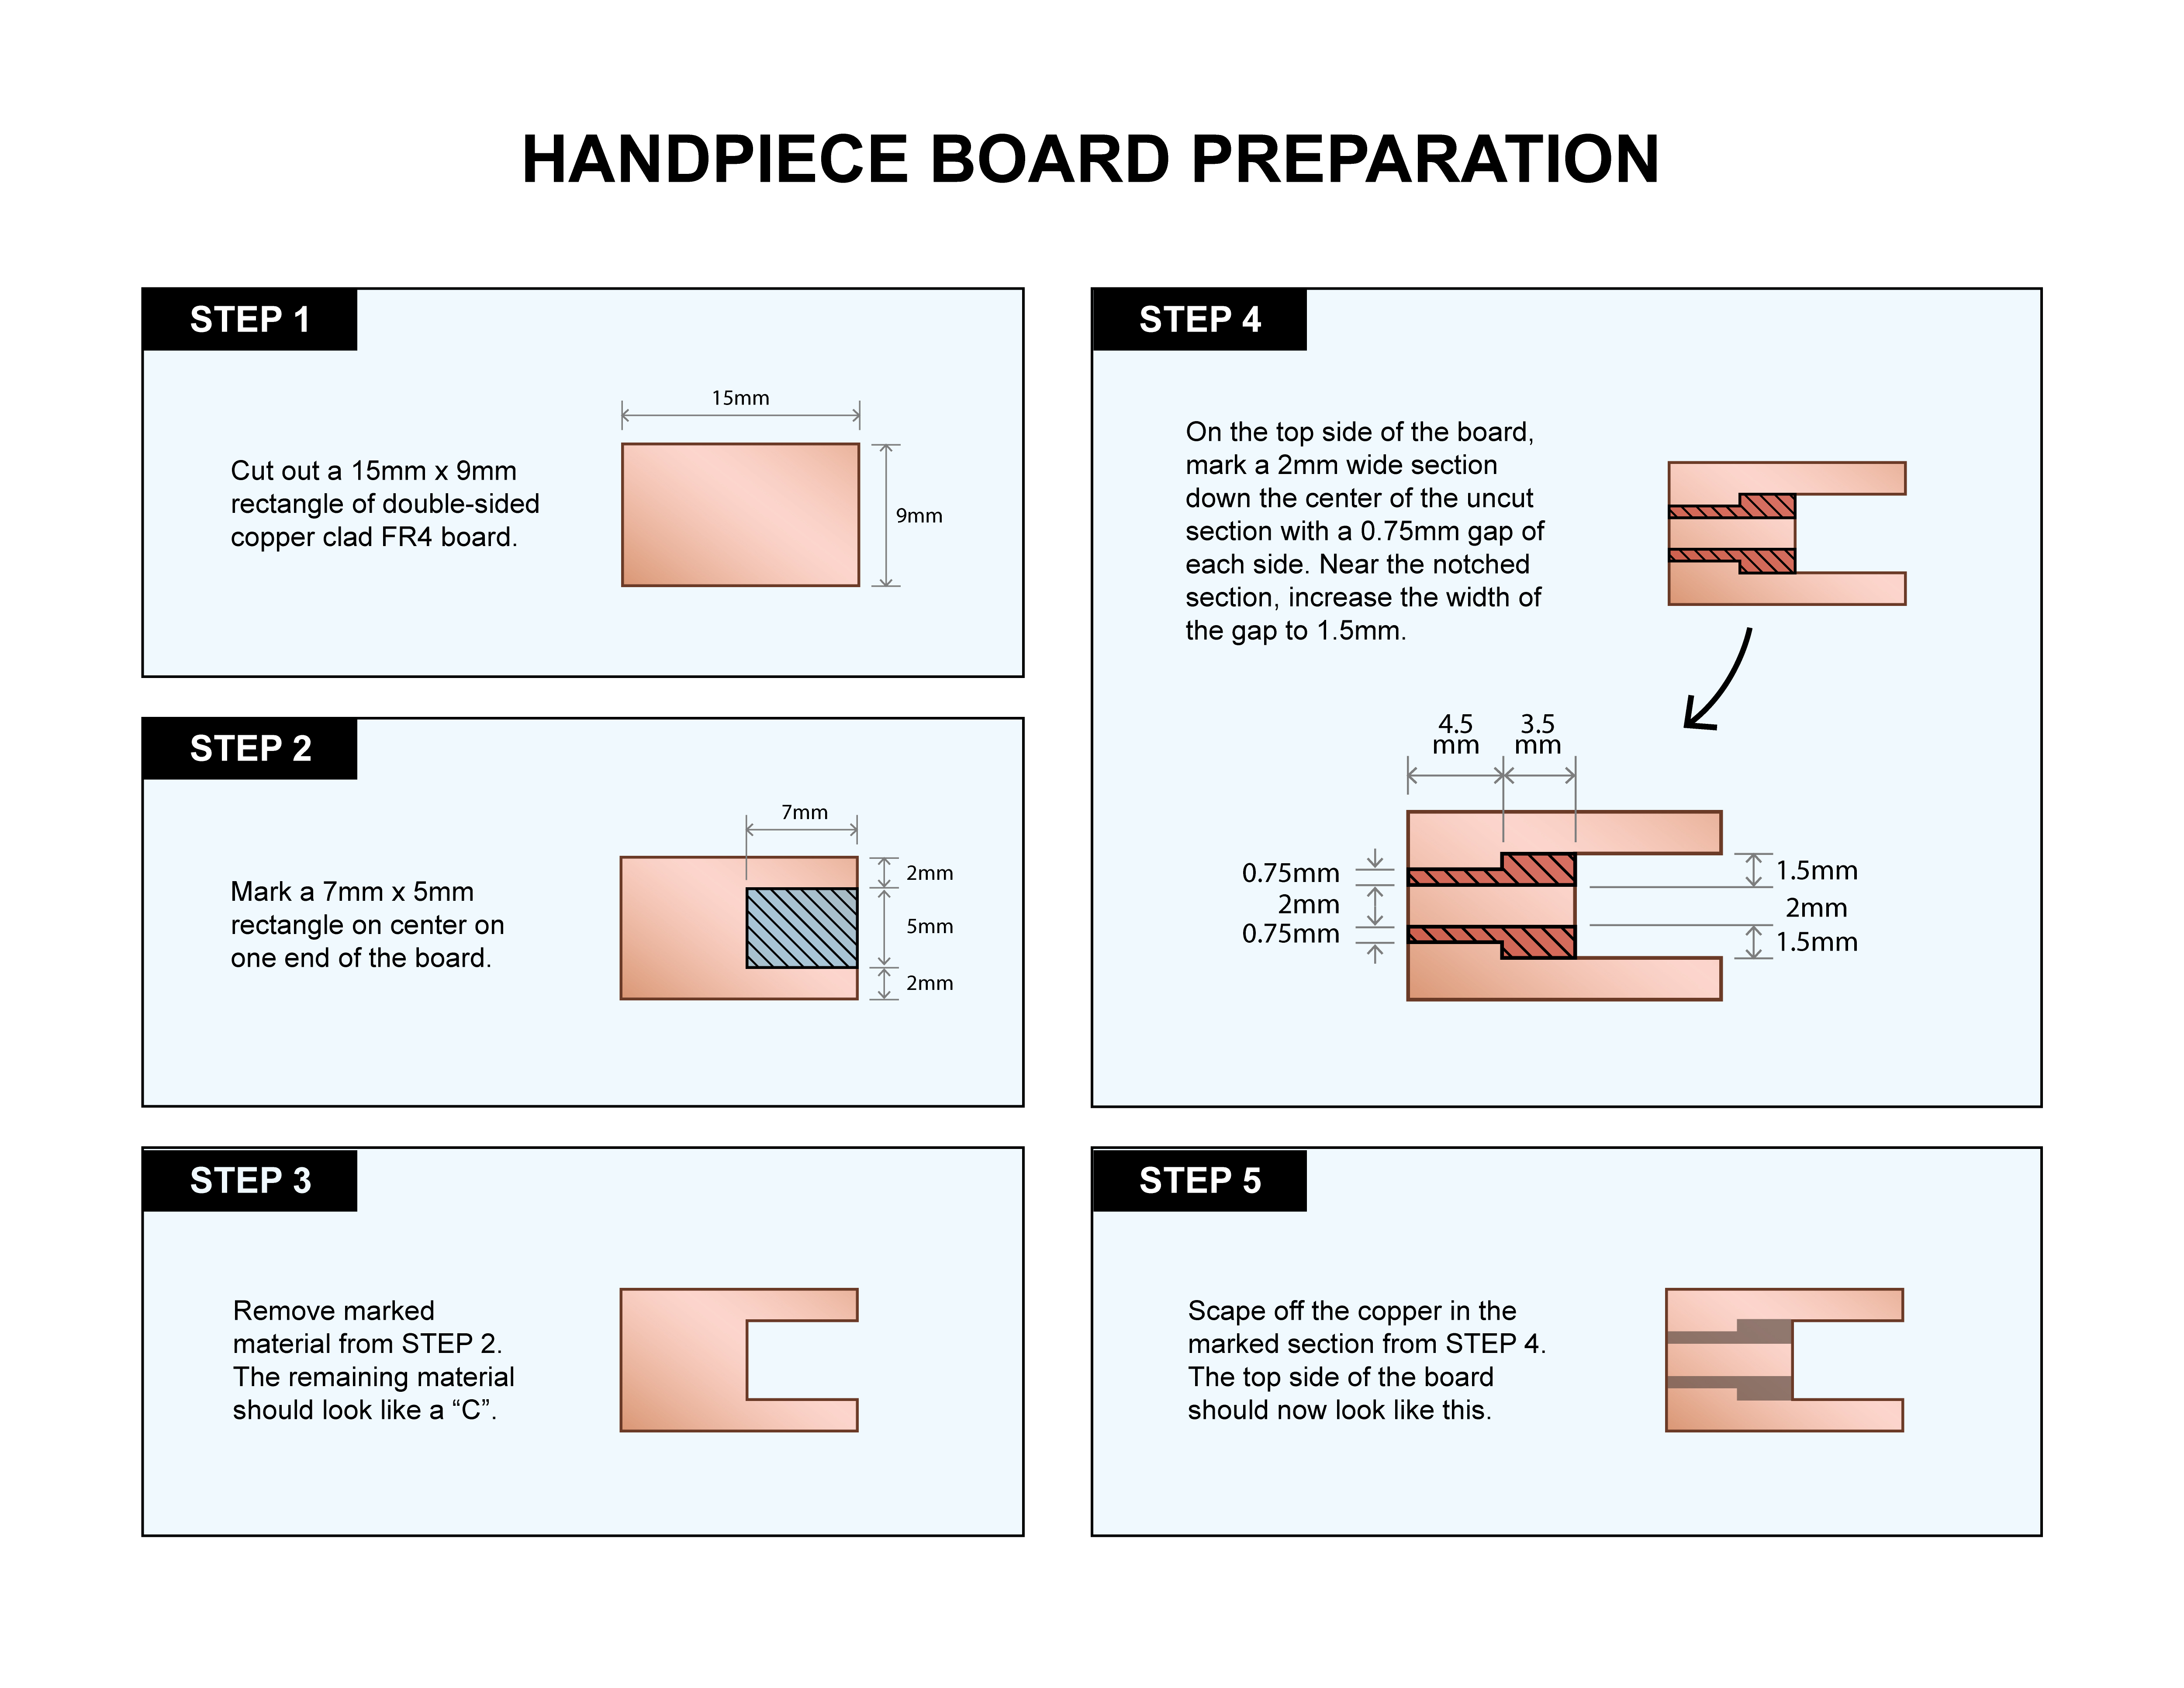 HANDPIECE BOARD PREPARATION
STEP 1
Cut out a 15mm x 9mm
rectangle of double-sided
copper clad FR4 board.
15mm
9mm
STEP 2
Mark a 7mm x 5mm
rectangle on center on
one end of the board.
7mm
2mm
5mm
2mm
STEP 3
Remove marked
material from STEP 2.
The remaining material
should look like a “C”.
STEP 4
On the top side of the board,
mark a 2mm wide section
down the center of the uncut
section with a 0.75mm gap of
each side. Near the notched
section, increase the width of
the gap to 1.5mm.
4.5
mm
3.5
mm
0.75mm
2mm
0.75mm
1.5mm
2mm
1.5mm
STEP 5
Scape off the copper in the
marked section from STEP 4.
The top side of the board
should now look like this.